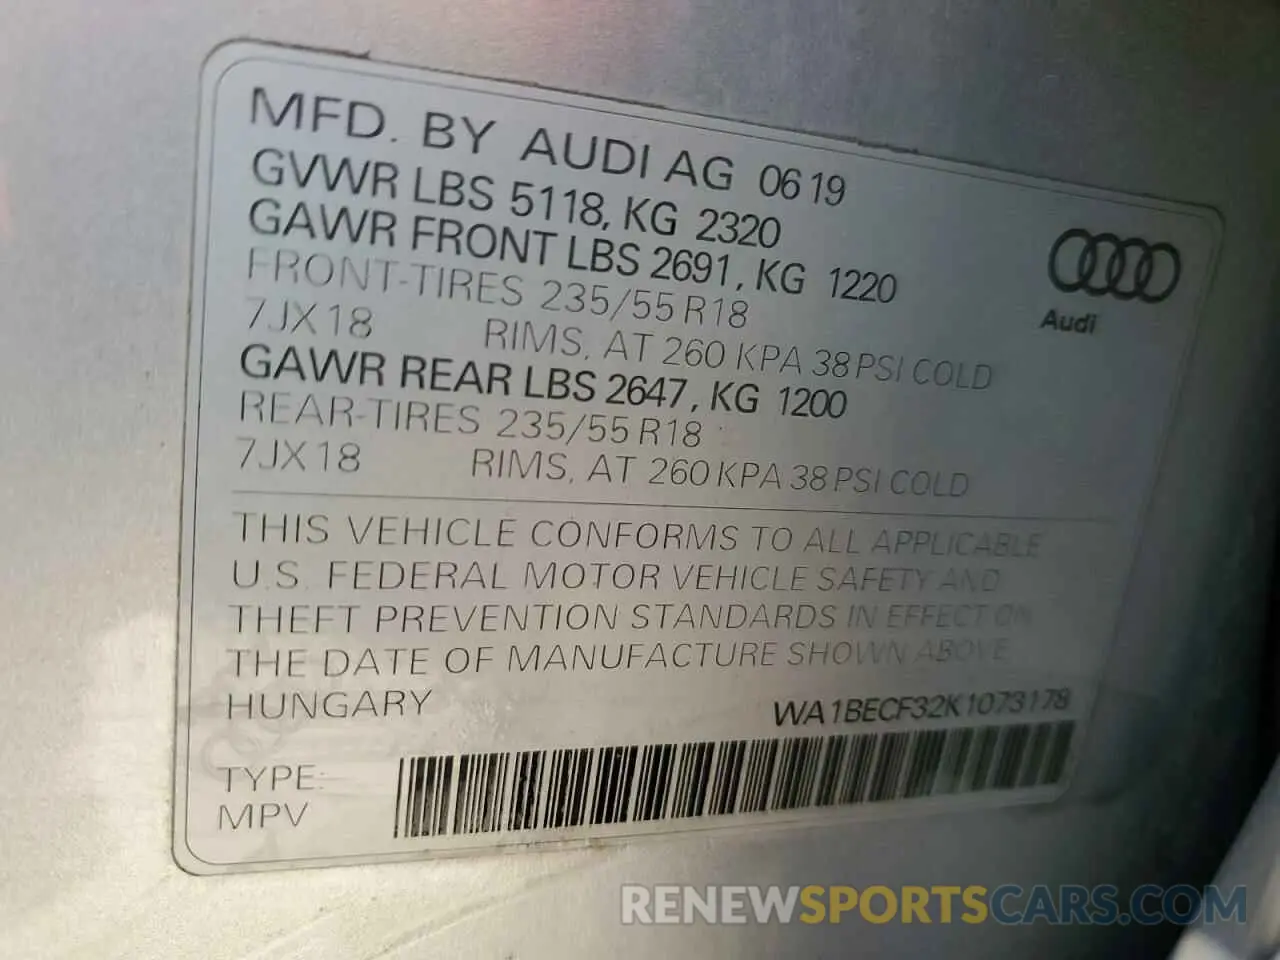 MFD. BY AUDI AG 0619
GVWR LBS 5118, KG 2320
GAWR FRONT LBS 2691, KG 1220
FRONT-TIRES 235/55 R18
7JX18 RIMS, AT 260 KPA 38 PSI COLD
GAWR REAR LBS 2647, KG 1200
REAR-TIRES 235/55 R18
7JX18 RIMS, AT 260 KPA 38 PSI COLD
Audi
THIS VEHICLE CONFORMS TO ALL APPLICABLE
U.S. FEDERAL MOTOR VEHICLE SAFETY AND
THEFT PREVENTION STANDARDS IN EFFECT ON
THE DATE OF MANUFACTURE SHOWN ABOVE
HUNGARY
WA1BECF32K1073178
TYPE:
MPV
RENEWSPORTSCARS.COM